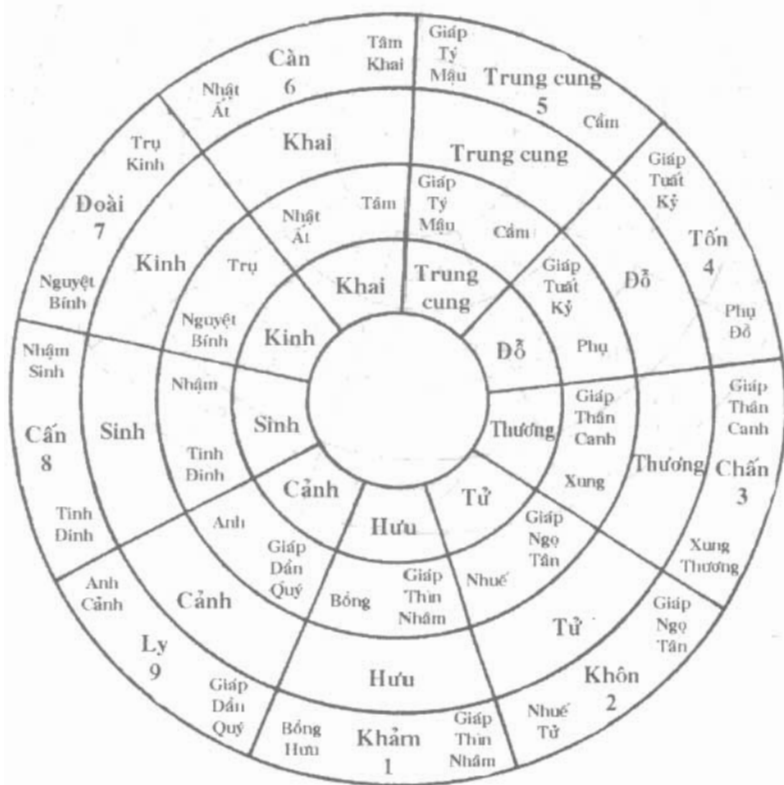 Nhật
Ất
Càn
6
Tâm
Khai
Giáp
Tý
Mậu
Trung cung
5
Cầm
Giáp
Tuất
Kỷ
Tốn
4
Phụ
Đỗ
Giáp
Thân
Canh
Chấn
3
Xung
Thương
Giáp
Ngọ
Tân
Khôn
2
Nhuế
Tử
Giáp
Thìn
Nhâm
Khảm
1
Bồng
Hưu
Giáp
Dần
Quý
Ly
9
Anh
Cảnh
Tinh
Đinh
Cấn
8
Nhậm
Sinh
Nguyệt
Bính
Đoài
7
Trụ
Kinh
Khai
Trung cung
Đỗ
Thương
Tử
Hưu
Cảnh
Sinh
Kinh
Nhật
Ất
Tâm
Giáp
Tý
Mậu
Cầm
Giáp
Tuất
Kỷ
Phụ
Giáp
Thân
Canh
Xung
Giáp
Ngọ
Tân
Nhuế
Giáp
Thìn
Nhâm
Bồng
Giáp
Dần
Quý
Anh
Tinh
Đinh
Nhậm
Nguyệt
Bính
Trụ
Khai
Trung
cung
Đỗ
Thương
Tử
Hưu
Cảnh
Sinh
Kinh